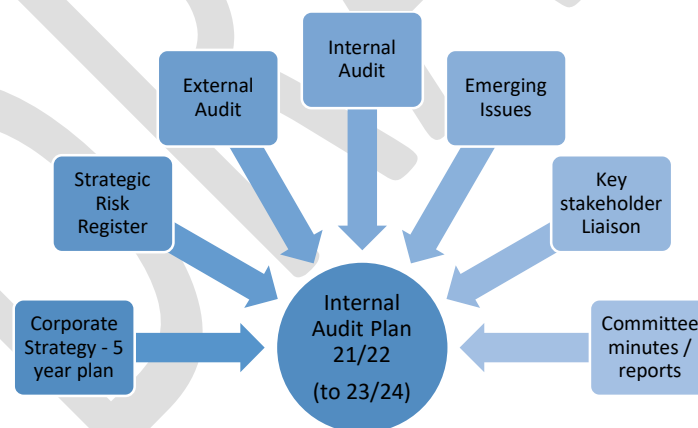 Internal
Audit
External
Audit
Emerging
Issues
Strategic
Risk
Register
Key
stakeholder
Liaison
Corporate
Strategy - 5
year plan
Internal
Audit Plan
21/22
(to 23/24)
Committee
minutes /
reports